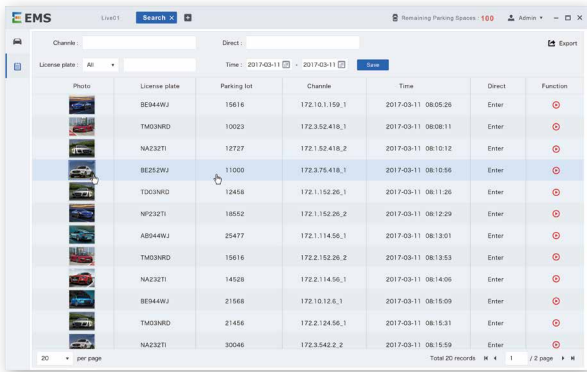 EMS Live01 Search × Remaining Parking Spaces : 100 Admin
Channle : Direct : Export
License plate : All Time : 2017-03-11 - 2017-03-11 Save
Photo License plate Parking lot Channle Time Direct Function
BE944WJ 15616 172.10.1.159_1 2017-03-11 08:05:26 Enter
TM03NRD 10023 172.3.52.418_1 2017-03-11 08:08:11 Enter
NA232TI 12727 172.1.52.418_2 2017-03-11 08:10:12 Enter
BE252WJ 11000 172.3.75.418_1 2017-03-11 08:10:56 Enter
TD03NRD 12458 172.1.152.26_1 2017-03-11 08:11:26 Enter
NP232TI 18552 172.1.152.26_2 2017-03-11 08:12:29 Enter
AB944WJ 25477 172.1.114.56_1 2017-03-11 08:13:01 Enter
TM03NRD 15616 172.2.152.26_2 2017-03-11 08:13:53 Enter
NA232TI 14528 172.2.114.56_1 2017-03-11 08:14:06 Enter
BE944WJ 21568 172.10.12.6_1 2017-03-11 08:15:09 Enter
TM03NRD 21456 172.2.124.56_1 2017-03-11 08:15:31 Enter
NA232TI 30046 172.3.542.2_2 2017-03-11 08:15:59 Enter
20 per page Total 20 records 1 / 2 page